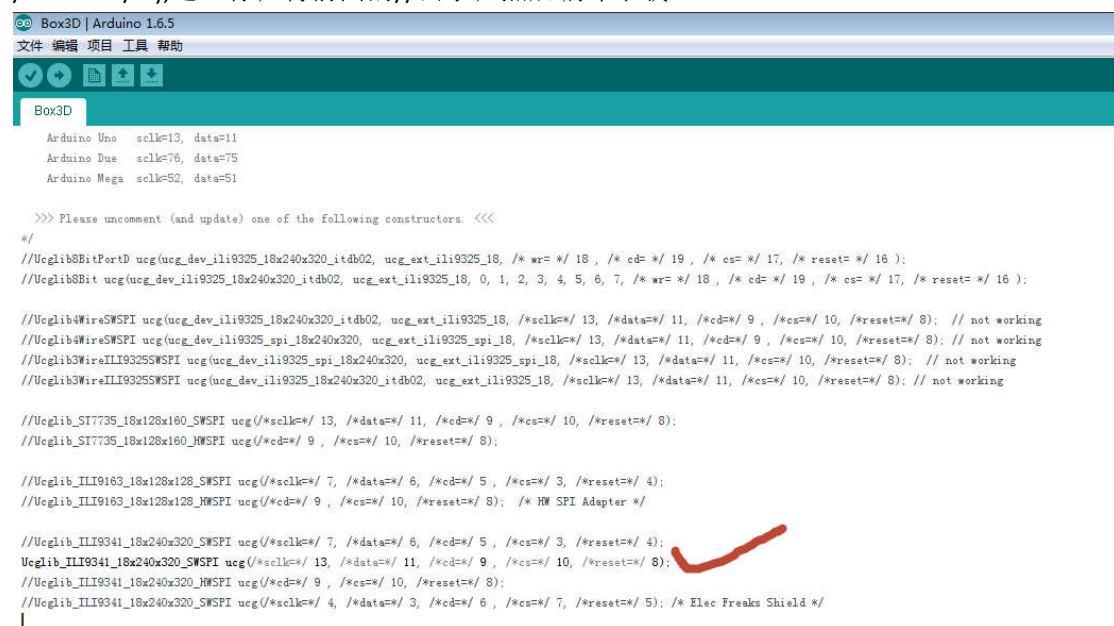 Box3D | Arduino 1.6.5
文件 编辑 项目 工具 帮助
Box3D
Arduino Uno sclk=13, data=11
Arduino Due sclk=76, data=75
Arduino Mega sclk=52, data=51
>>> Please uncomment (and update) one of the following constructors. <<<
*/
//Ucglib8BitPortD ucg(ucg_dev_ili9325_18x240x320_itdb02, ucg_ext_ili9325_18, /* wr= */ 18 , /* cd= */ 19 , /* cs= */ 17, /* reset= */ 16 );
//Ucglib8Bit ucg(ucg_dev_ili9325_18x240x320_itdb02, ucg_ext_ili9325_18, 0, 1, 2, 3, 4, 5, 6, 7, /* wr= */ 18 , /* cd= */ 19 , /* cs= */ 17, /* reset= */ 16 );
//Ucglib4WireSWSPI ucg(ucg_dev_ili9325_18x240x320_itdb02, ucg_ext_ili9325_18, /*sclk=*/ 13, /*data=*/ 11, /*cd=*/ 9 , /*cs=*/ 10, /*reset=*/ 8); // not working
//Ucglib4WireSWSPI ucg(ucg_dev_ili9325_spi_18x240x320, ucg_ext_ili9325_spi_18, /*sclk=*/ 13, /*data=*/ 11, /*cd=*/ 9 , /*cs=*/ 10, /*reset=*/ 8); // not working
//Ucglib3WireILI9325SWSPI ucg(ucg_dev_ili9325_spi_18x240x320, ucg_ext_ili9325_spi_18, /*sclk=*/ 13, /*data=*/ 11, /*cs=*/ 10, /*reset=*/ 8); // not working
//Ucglib3WireILI9325SWSPI ucg(ucg_dev_ili9325_18x240x320_itdb02, ucg_ext_ili9325_18, /*sclk=*/ 13, /*data=*/ 11, /*cs=*/ 10, /*reset=*/ 8); // not working
//Ucglib_ST7735_18x128x160_SWSPI ucg(/*sclk=*/ 13, /*data=*/ 11, /*cd=*/ 9 , /*cs=*/ 10, /*reset=*/ 8);
//Ucglib_ST7735_18x128x160_HWSPI ucg(/*cd=*/ 9 , /*cs=*/ 10, /*reset=*/ 8);
//Ucglib_ILI9163_18x128x128_SWSPI ucg(/*sclk=*/ 7, /*data=*/ 6, /*cd=*/ 5 , /*cs=*/ 3, /*reset=*/ 4);
//Ucglib_ILI9163_18x128x128_HWSPI ucg(/*cd=*/ 9 , /*cs=*/ 10, /*reset=*/ 8); /* HW SPI Adapter */
//Ucglib_ILI9341_18x240x320_SWSPI ucg(/*sclk=*/ 7, /*data=*/ 6, /*cd=*/ 5 , /*cs=*/ 3, /*reset=*/ 4);
Ucglib_ILI9341_18x240x320_SWSPI ucg(/*sclk=*/ 13, /*data=*/ 11, /*cd=*/ 9 , /*cs=*/ 10, /*reset=*/ 8);
//Ucglib_ILI9341_18x240x320_HWSPI ucg(/*cd=*/ 9 , /*cs=*/ 10, /*reset=*/ 8);
//Ucglib_ILI9341_18x240x320_SWSPI ucg(/*sclk=*/ 4, /*data=*/ 3, /*cd=*/ 6 , /*cs=*/ 7, /*reset=*/ 5); /* Elec Freaks Shield */